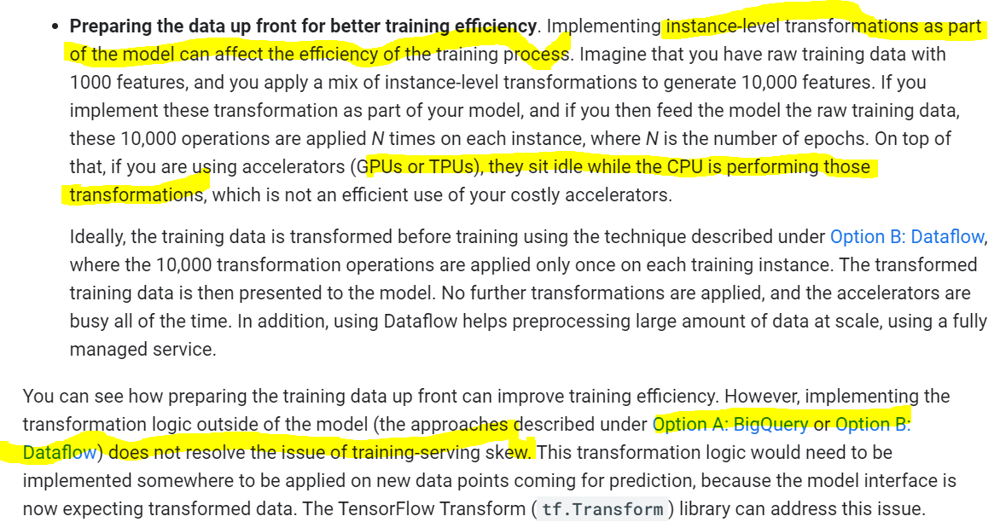 • Preparing the data up front for better training efficiency. Implementing instance-level transformations as part
of the model can affect the efficiency of the training process. Imagine that you have raw training data with
1000 features, and you apply a mix of instance-level transformations to generate 10,000 features. If you
implement these transformation as part of your model, and if you then feed the model the raw training data,
these 10,000 operations are applied N times on each instance, where N is the number of epochs. On top of
that, if you are using accelerators (GPUs or TPUs), they sit idle while the CPU is performing those
transformations, which is not an efficient use of your costly accelerators.
Ideally, the training data is transformed before training using the technique described under Option B: Dataflow,
where the 10,000 transformation operations are applied only once on each training instance. The transformed
training data is then presented to the model. No further transformations are applied, and the accelerators are
busy all of the time. In addition, using Dataflow helps preprocessing large amount of data at scale, using a fully
managed service.
You can see how preparing the training data up front can improve training efficiency. However, implementing the
transformation logic outside of the model (the approaches described under Option A: BigQuery or Option B:
Dataflow) does not resolve the issue of training-serving skew. This transformation logic would need to be
implemented somewhere to be applied on new data points coming for prediction, because the model interface is
now expecting transformed data. The TensorFlow Transform ( tf.Transform ) library can address this issue.